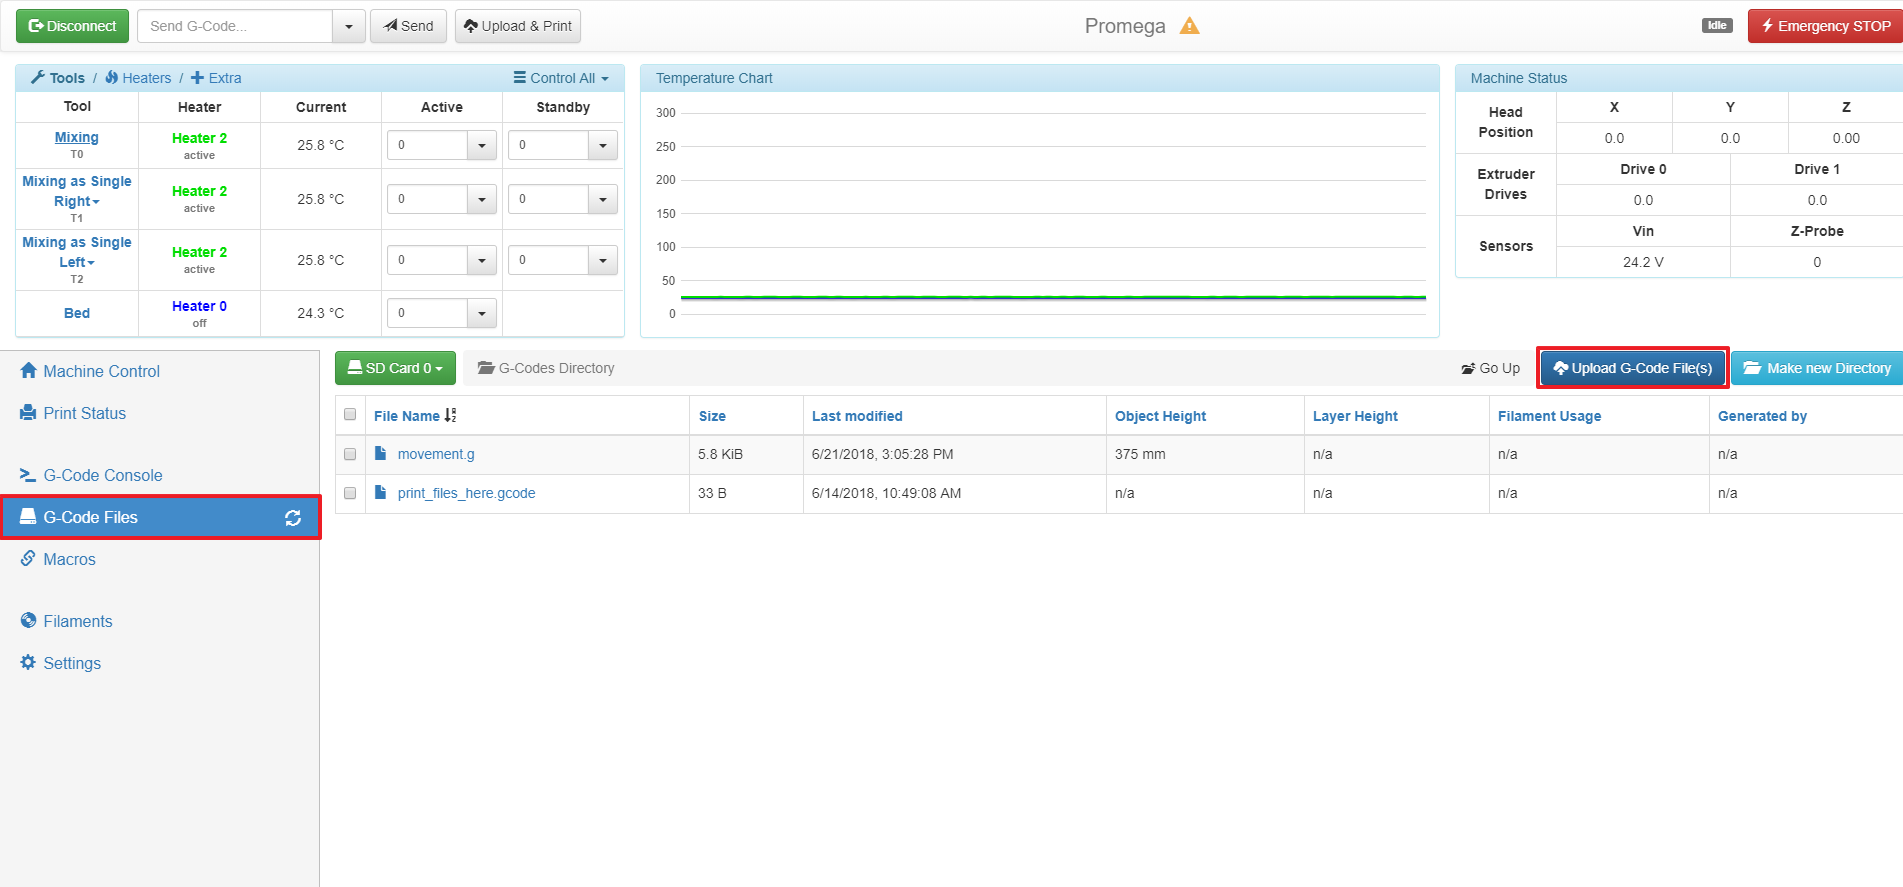 Disconnect Send G-Code... Send Upload & Print Promega Idle Emergency STOP
Tools / Heaters / Extra Control All
Tool Heater Current Active Standby
Mixing
T0
Heater 2
active
25.8 °C 0 0
Mixing as Single
Right
T1
Heater 2
active
25.8 °C 0 0
Mixing as Single
Left
T2
Heater 2
active
25.8 °C 0 0
Bed
Heater 0
off
24.3 °C 0
Temperature Chart
300
250
200
150
100
50
0
Machine Status
Head
Position
X Y Z
0.0 0.0 0.00
Extruder
Drives
Drive 0 Drive 1
0.0 0.0
Sensors
Vin Z-Probe
24.2 V 0
Machine Control
Print Status
G-Code Console
G-Code Files
Macros
Filaments
Settings
SD Card 0 G-Codes Directory Go Up Upload G-Code File(s) Make new Directory
File Name Size Last modified Object Height Layer Height Filament Usage Generated by
movement.g 5.8 KiB 6/21/2018, 3:05:28 PM 375 mm n/a n/a n/a
print_files_here.gcode 33 B 6/14/2018, 10:49:08 AM n/a n/a n/a n/a